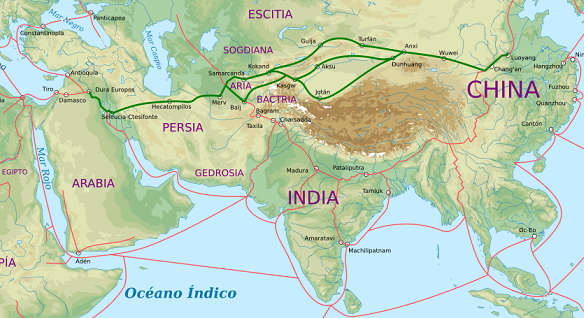 ESCITIA
Mar Negro
Panticapea
Constantinopla
Mar Caspio
Gulja
Turfán
Anxi
SOGDIANA
Kokand
Aksu
Wuwei
Luoyang
Hangzhou
Antioquía
Samarcanda
Dunhuang
Chang'an
Tiro
Damasco
Dura Europos
ARIA
Kasgar
CHINA
Fuzhou
Hecatompilos
Merv
Balj
BACTRIA
Jotán
Quanzhou
Seleucia-Ctesifonte
Bagram
Charsadda
PERSIA
Taxila
Cantón
Mar Rojo
EGIPTO
ARABIA
GEDROSIA
Madura
Pataliputra
INDIA
Tamluk
Amaravati
Machilipatnam
Oc-Eo
Adén
PÍA
Océano Índico